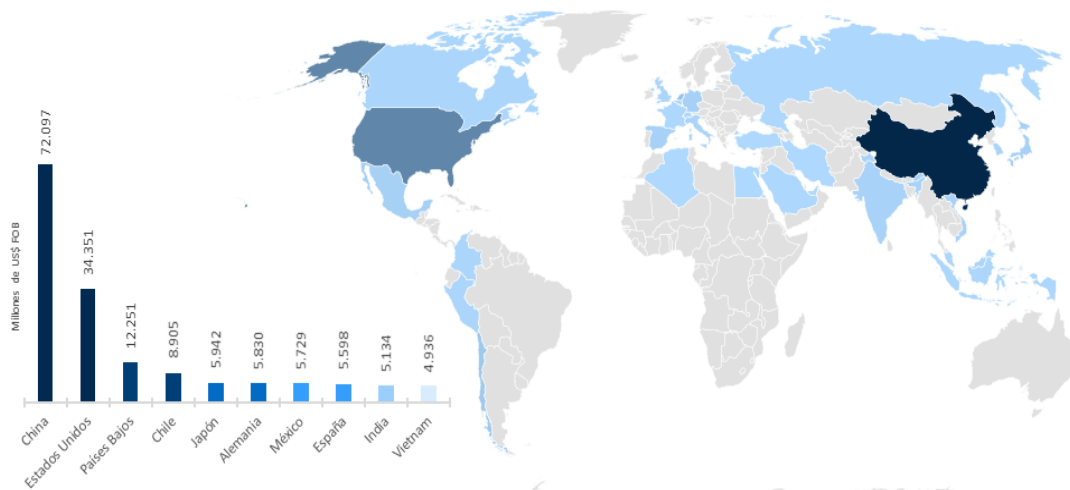 Millones de US$ FOB
72.097
34.351
12.251
8.905
5.942
5.830
5.729
5.598
5.134
4.936
China
Estados Unidos
Países Bajos
Chile
Japón
Alemania
México
España
India
Vietnam